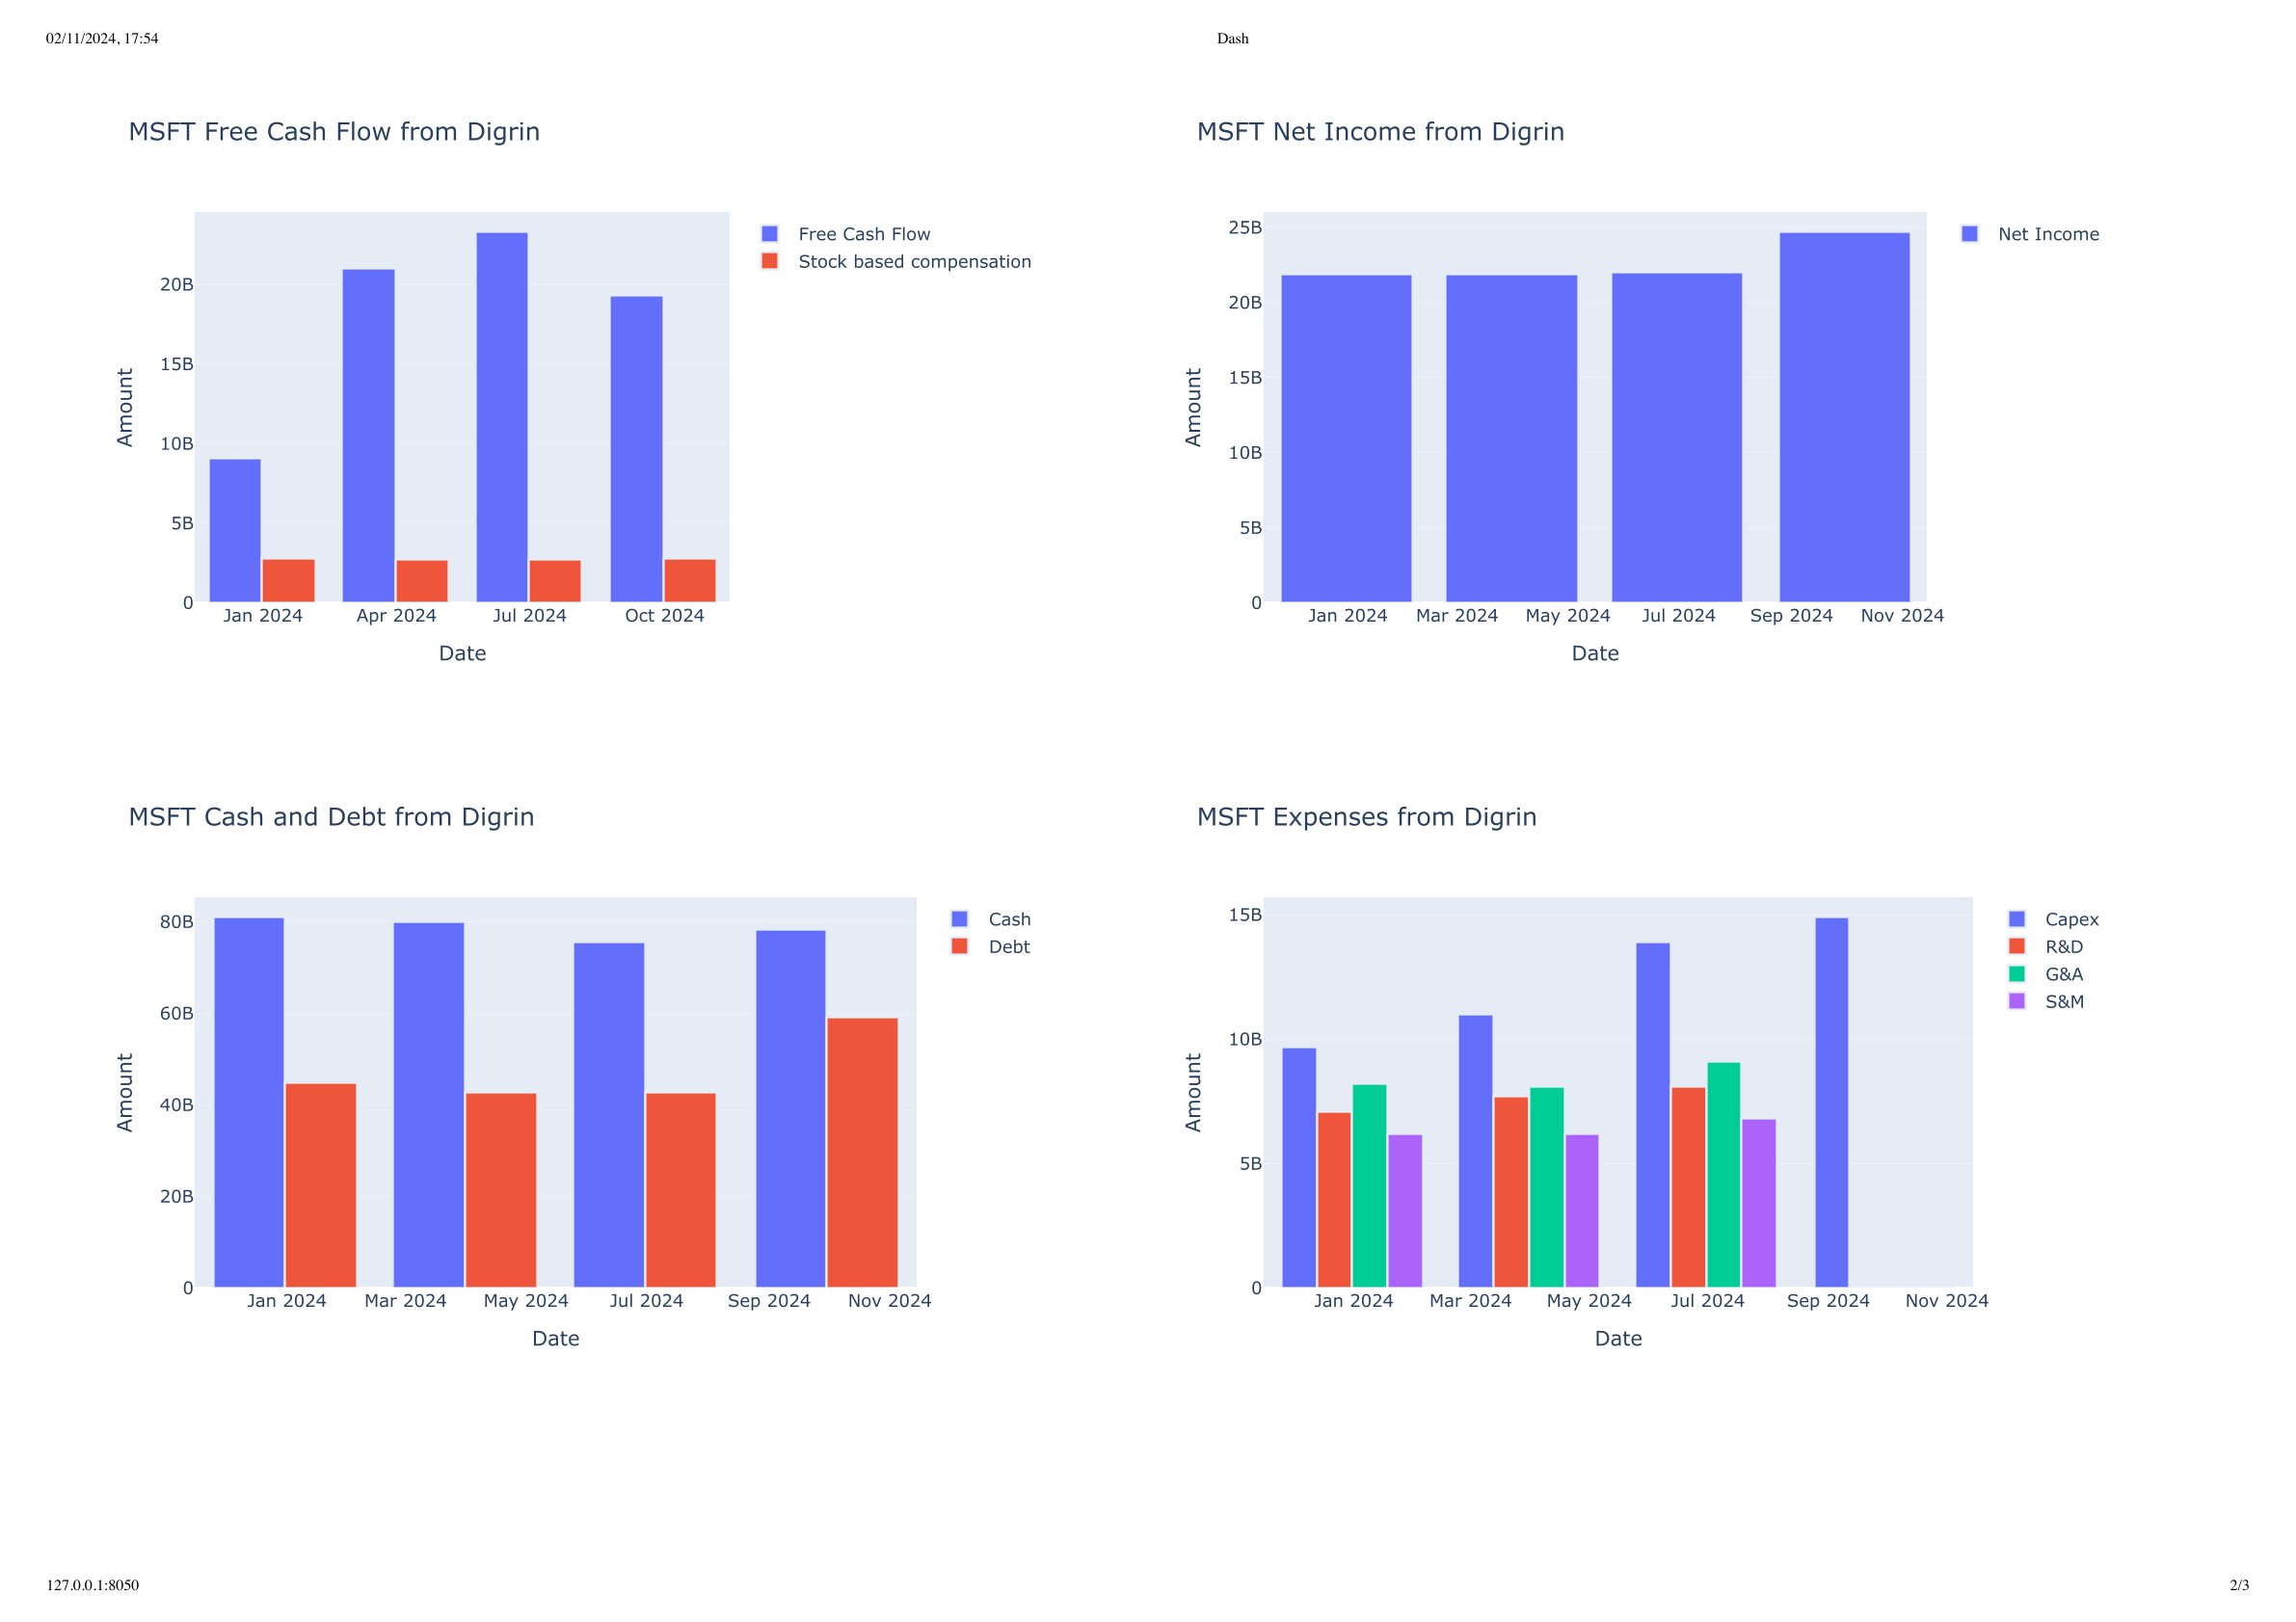 02/11/2024, 17:54
Dash
MSFT Free Cash Flow from Digrin
Free Cash Flow
Stock based compensation
20B
15B
10B
5B
0
Amount
Jan 2024 Apr 2024 Jul 2024 Oct 2024
Date
MSFT Net Income from Digrin
Net Income
25B
20B
15B
10B
5B
0
Amount
Jan 2024 Mar 2024 May 2024 Jul 2024 Sep 2024 Nov 2024
Date
MSFT Cash and Debt from Digrin
Cash
Debt
80B
60B
40B
20B
0
Amount
Jan 2024 Mar 2024 May 2024 Jul 2024 Sep 2024 Nov 2024
Date
MSFT Expenses from Digrin
Capex
R&D
G&A
S&M
15B
10B
5B
0
Amount
Jan 2024 Mar 2024 May 2024 Jul 2024 Sep 2024 Nov 2024
Date
127.0.0.1:8050
2/3